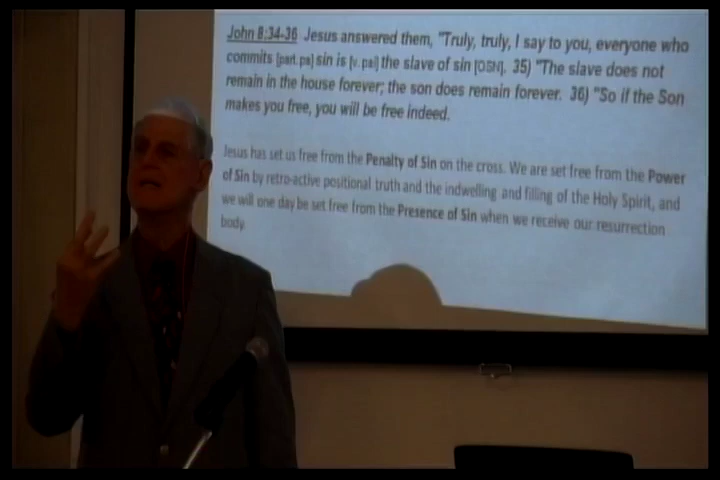 John 8:34-36 Jesus answered them, "Truly, truly, I say to you, everyone who
commits [part. pa] sin is [v. pai] the slave of sin [OSN]. 35) "The slave does not
remain in the house forever; the son does remain forever. 36) "So if the Son
makes you free, you will be free indeed.
Jesus has set us free from the Penalty of Sin on the cross. We are set free from the Power
of Sin by retro-active positional truth and the indwelling and filling of the Holy Spirit, and
we will one day be set free from the Presence of Sin when we receive our resurrection
body